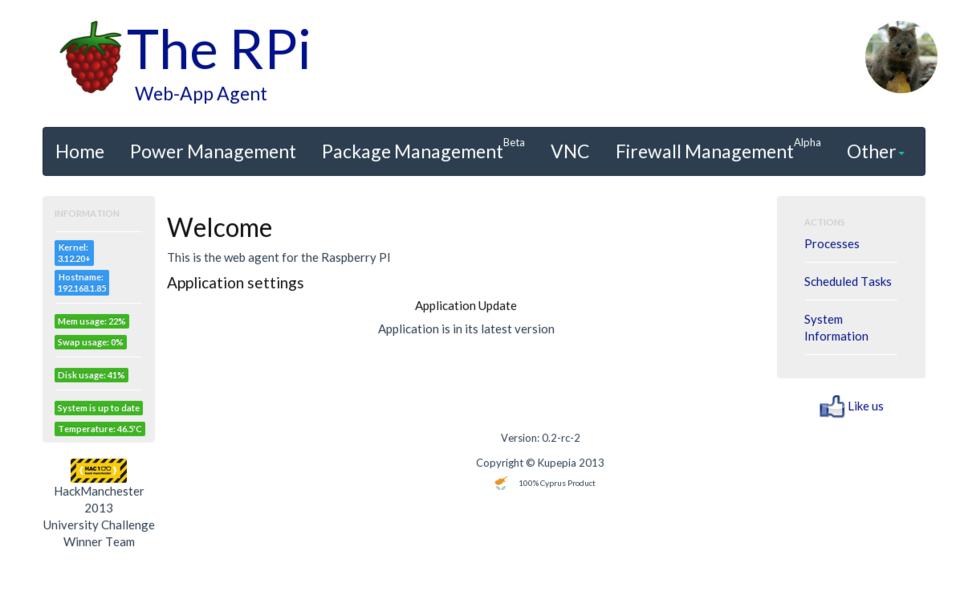 The RPi
Web-App Agent
Home Power Management Package Management Beta VNC Firewall Management Alpha Other
INFORMATION
Kernel:
3.12.20+
Hostname:
192.168.1.85
Mem usage: 22%
Swap usage: 0%
Disk usage: 41%
System is up to date
Temperature: 46.5'C
HackManchester
2013
University Challenge
Winner Team
Welcome
This is the web agent for the Raspberry PI
Application settings
Application Update
Application is in its latest version
Version: 0.2-rc-2
Copyright © Kupepia 2013
100% Cyprus Product
ACTIONS
Processes
Scheduled Tasks
System
Information
Like us